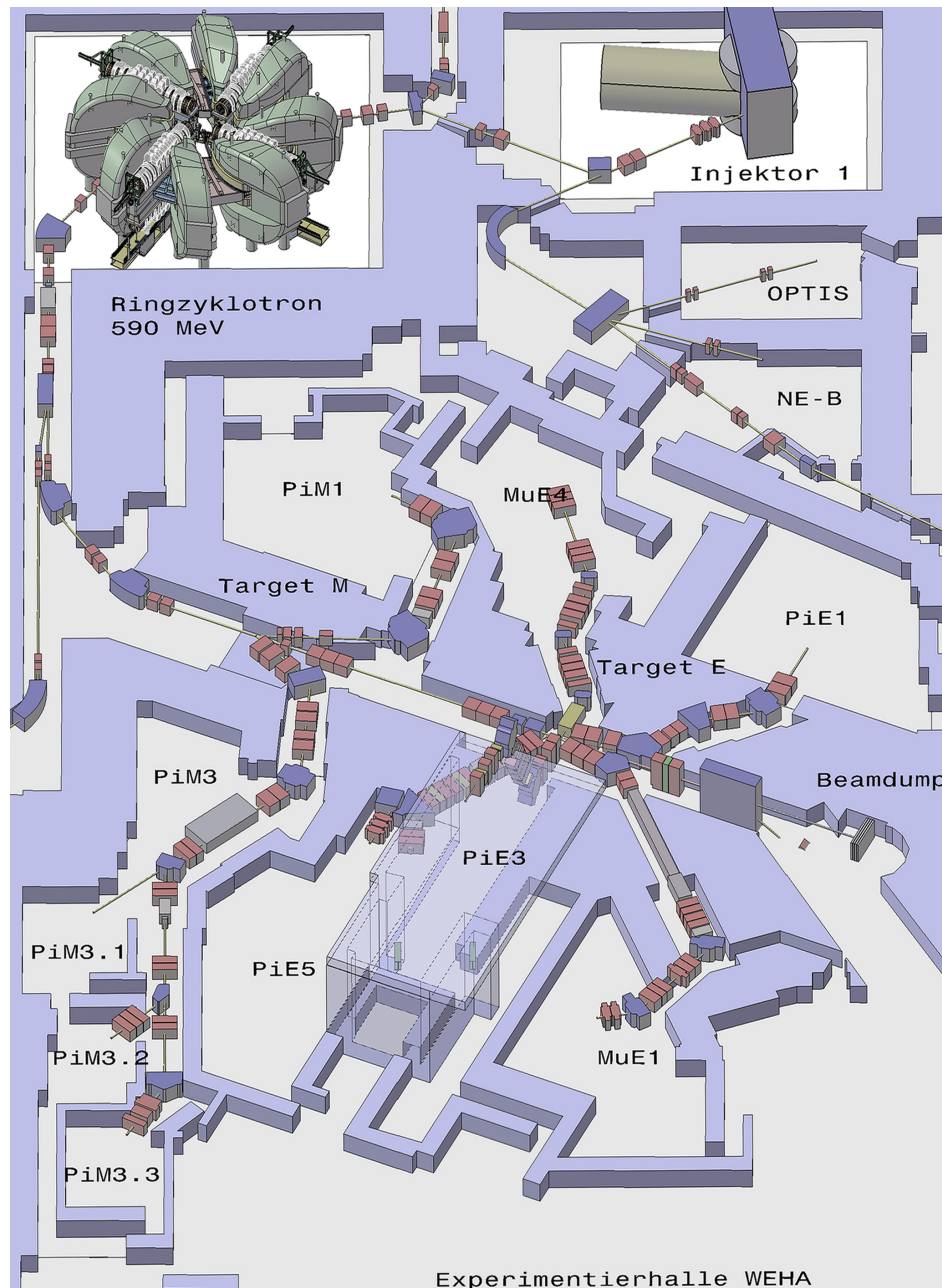 Injektor 1
Ringzyklotron
590 MeV
OPTIS
NE-B
PiM1
MuE4
Target M
PiE1
Target E
PiM3
Beamdump
PiE3
PiM3.1
PiE5
PiM3.2
MuE1
PiM3.3
Experimentierhalle WEHA